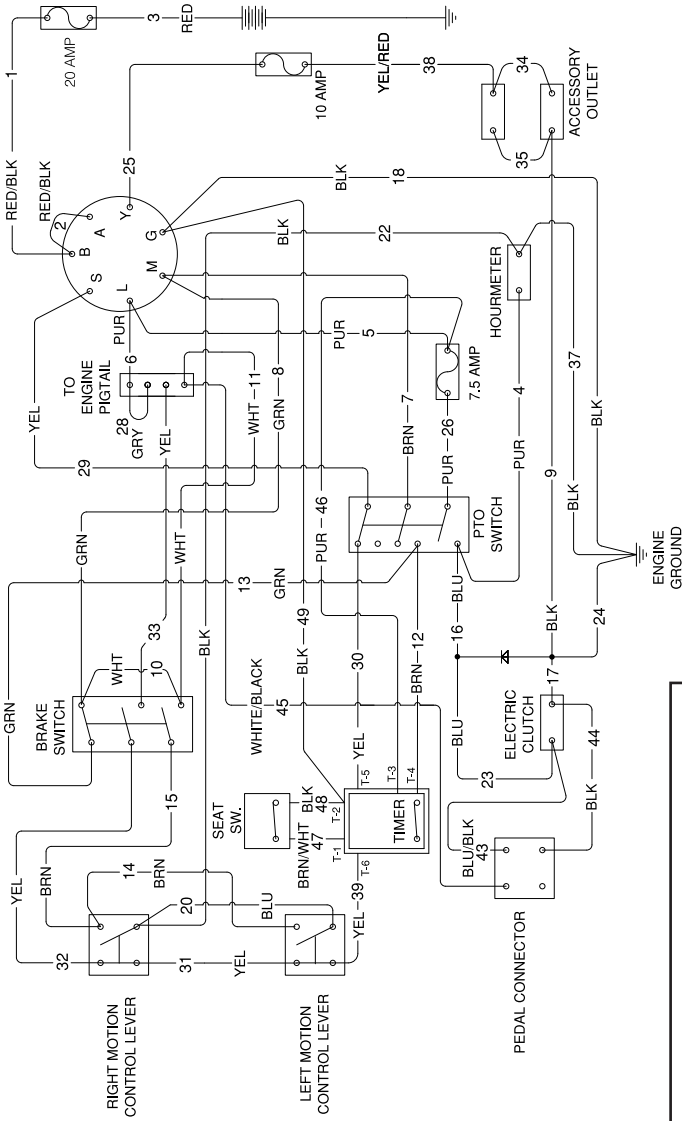 RIGHT MOTION
CONTROL LEVER
LEFT MOTION
CONTROL LEVER
PEDAL CONNECTOR
YEL
32
BRN
31
YEL
14
BRN
20
BLU
YEL
39
T-6
GRN
BRAKE
SWITCH
15
WHT
10
33
BLK
SEAT
SW.
BRN/WHT
47
T-1
BLK
48
T-2
TIMER
T-5
T-3
T-4
WHITE/BLACK
45
BLU/BLK
43
BLU
23
ELECTRIC
CLUTCH
BLK
44
17
YEL
29
GRN
WHT
13
GRN
BLK
49
YEL
30
PUR
46
BRN
12
BLU
16
BLK
24
TO
ENGINE
PIGTAIL
28
GRY
YEL
6
PUR
WHT
11
GRN
8
PUR
5
BRN
7
PUR
26
7.5 AMP
PTO
SWITCH
PUR
4
HOURMETER
BLK
9
BLK
37
BLK
ENGINE
GROUND
S
B
A
L
Y
M
G
RED/BLK
1
RED/BLK
2
25
BLK
22
BLK
18
20 AMP
3
RED
10 AMP
YEL/RED
38
34
35
ACCESSORY
OUTLET